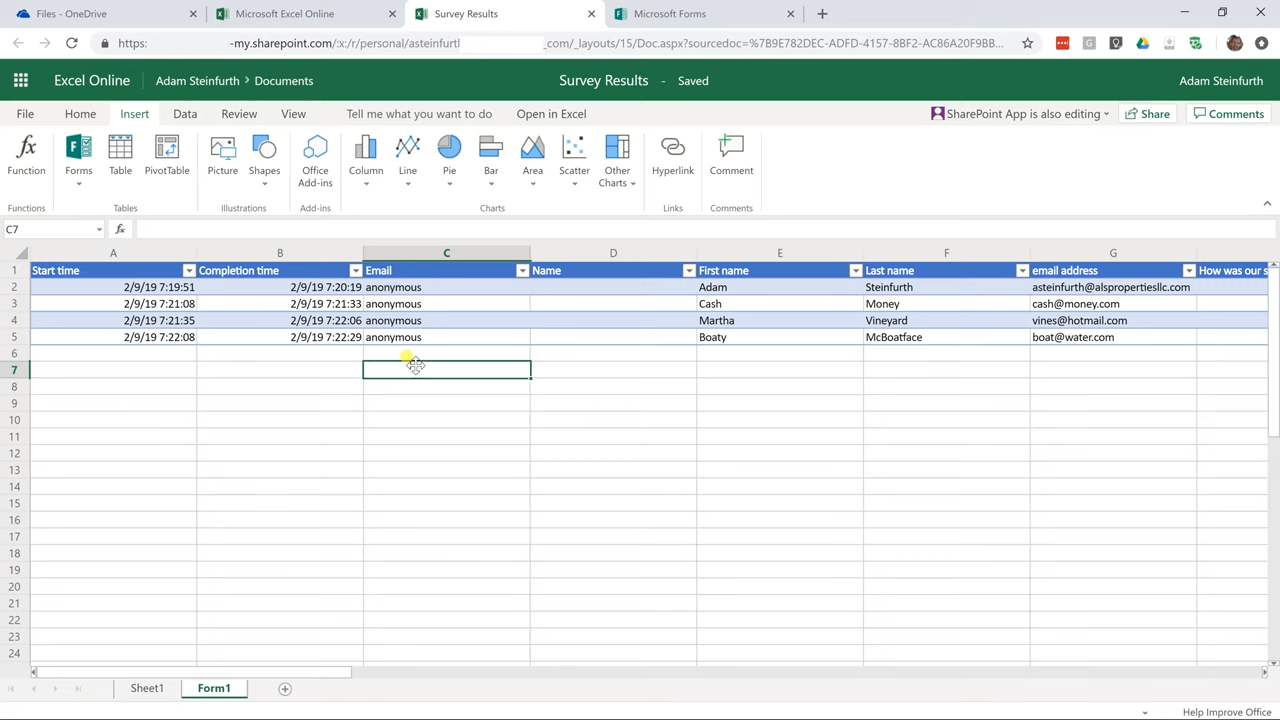 Files - OneDrive
Microsoft Excel Online
Survey Results
Microsoft Forms
https: -my.sharepoint.com/:x:/r/personal/asteinfurth _com/_layouts/15/Doc.aspx?sourcedoc=%7B9E782DEC-ADFD-4157-8BF2-AC86A20F9BB...
Excel Online
Adam Steinfurth > Documents
Survey Results - Saved
Adam Steinfurth
File Home Insert Data Review View Tell me what you want to do Open in Excel
SharePoint App is also editing
Share
Comments
Function
Forms
Table
PivotTable
Picture
Shapes
Office Add-ins
Column
Line
Pie
Bar
Area
Scatter
Other Charts
Hyperlink
Comment
Functions
Tables
Illustrations
Add-ins
Charts
Links
Comments
C7
fx
A B C D E F G
1 Start time Completion time Email Name First name Last name email address How was our s
2 2/9/19 7:19:51 2/9/19 7:20:19 anonymous Adam Steinfurth asteinfurth@alspropertiesllc.com
3 2/9/19 7:21:08 2/9/19 7:21:33 anonymous Cash Money cash@money.com
4 2/9/19 7:21:35 2/9/19 7:22:06 anonymous Martha Vineyard vines@hotmail.com
5 2/9/19 7:22:08 2/9/19 7:22:29 anonymous Boaty McBoatface boat@water.com
6
7
8
9
10
11
12
13
14
15
16
17
18
19
20
21
22
23
24
Sheet1
Form1
Help Improve Office